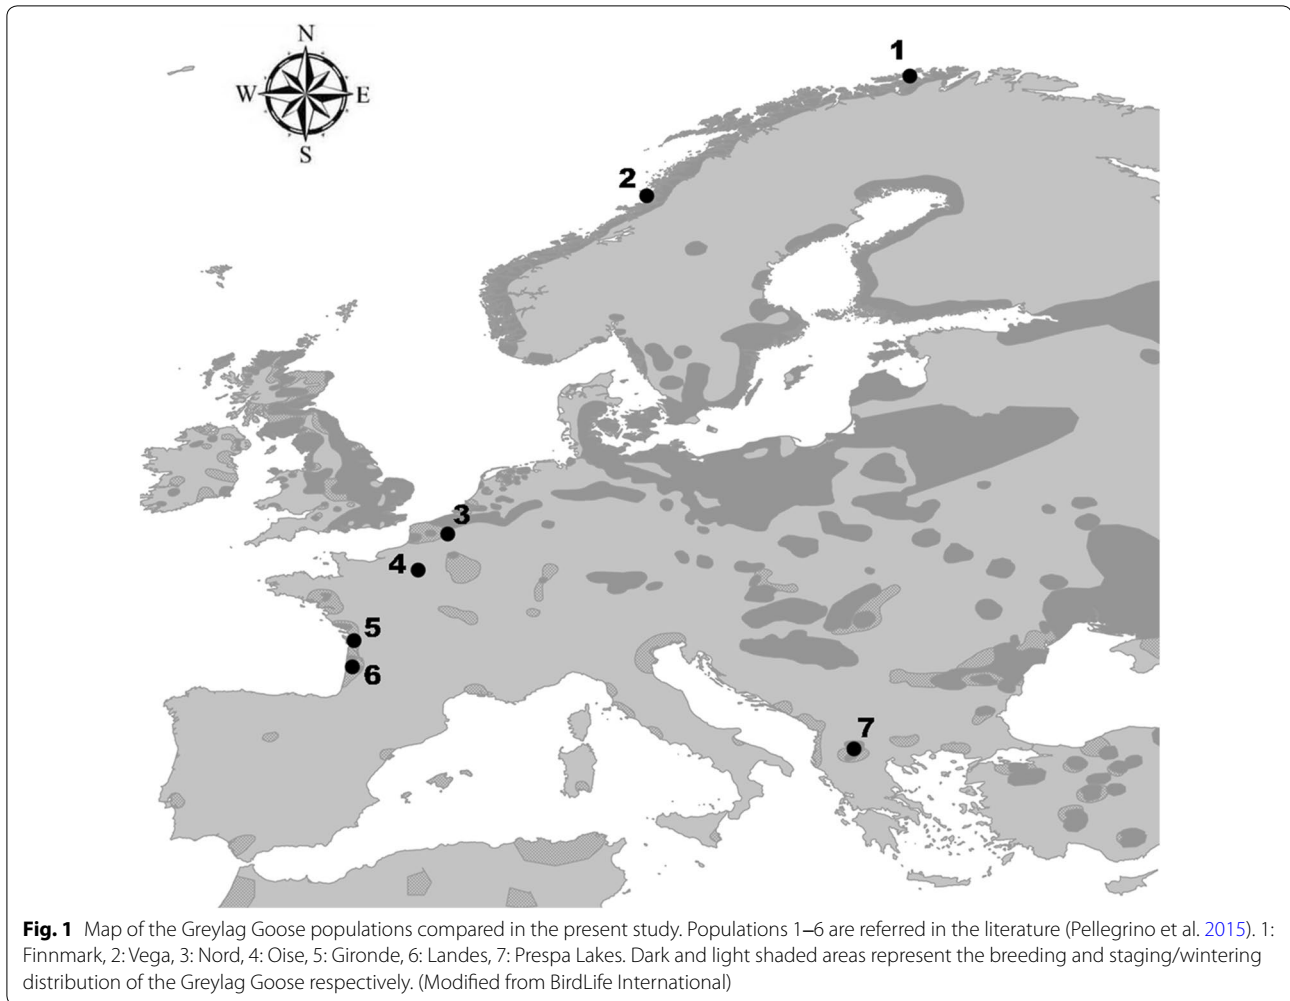 N
W E
S
1
2
3
4
5
6
7
Fig. 1 Map of the Greylag Goose populations compared in the present study. Populations 1–6 are referred in the literature (Pellegrino et al. 2015). 1:
Finnmark, 2: Vega, 3: Nord, 4: Oise, 5: Gironde, 6: Landes, 7: Prespa Lakes. Dark and light shaded areas represent the breeding and staging/wintering
distribution of the Greylag Goose respectively. (Modified from BirdLife International)